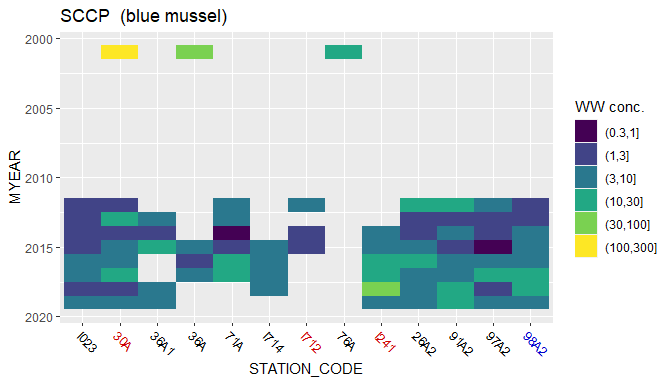 SCCP (blue mussel)
2000
2005
2010
2015
2020
MYEAR
I023
30A
36A1
36A
71A
I714
I712
76A
I241
26A2
91A2
97A2
98A2
STATION_CODE
WW conc.
(0.3,1]
(1,3]
(3,10]
(10,30]
(30,100]
(100,300]